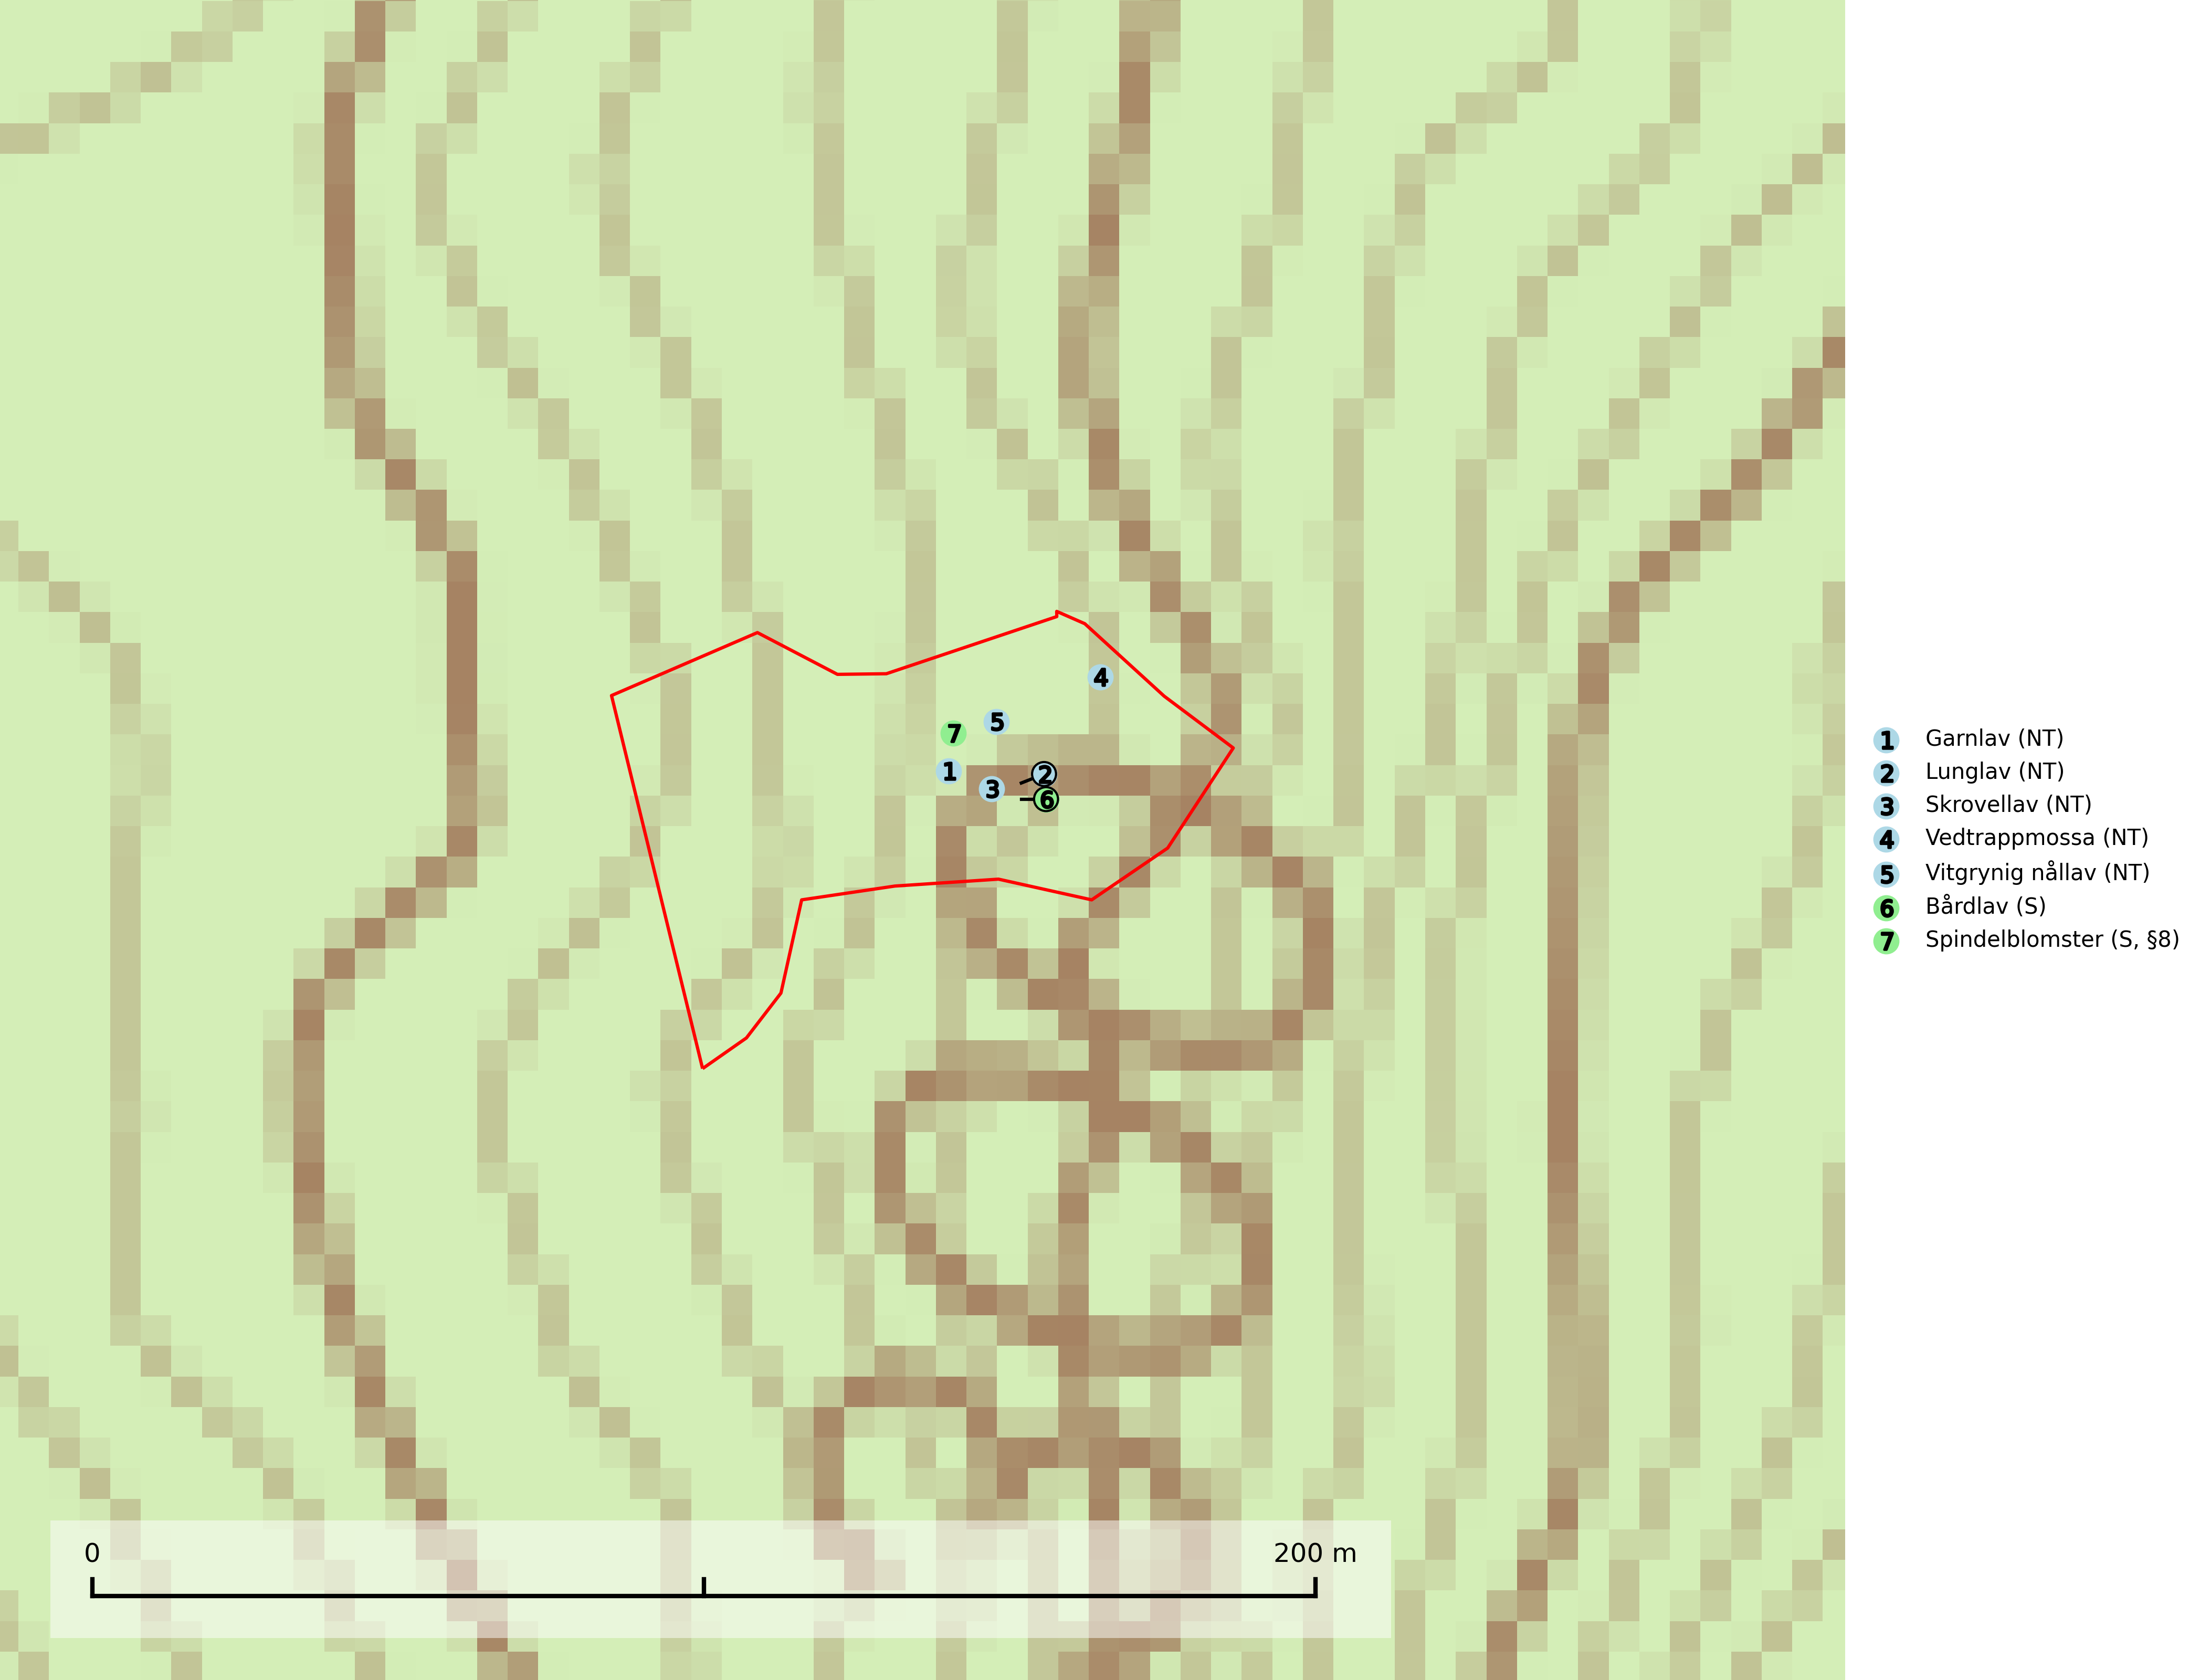 4
5
7
1
2
3
6
1 Garnlav (NT)
2 Lunglav (NT)
3 Skrovellav (NT)
4 Vedtrappmossa (NT)
5 Vitgrynig nållav (NT)
6 Bårdlav (S)
7 Spindelblomster (S, §8)
0 200 m